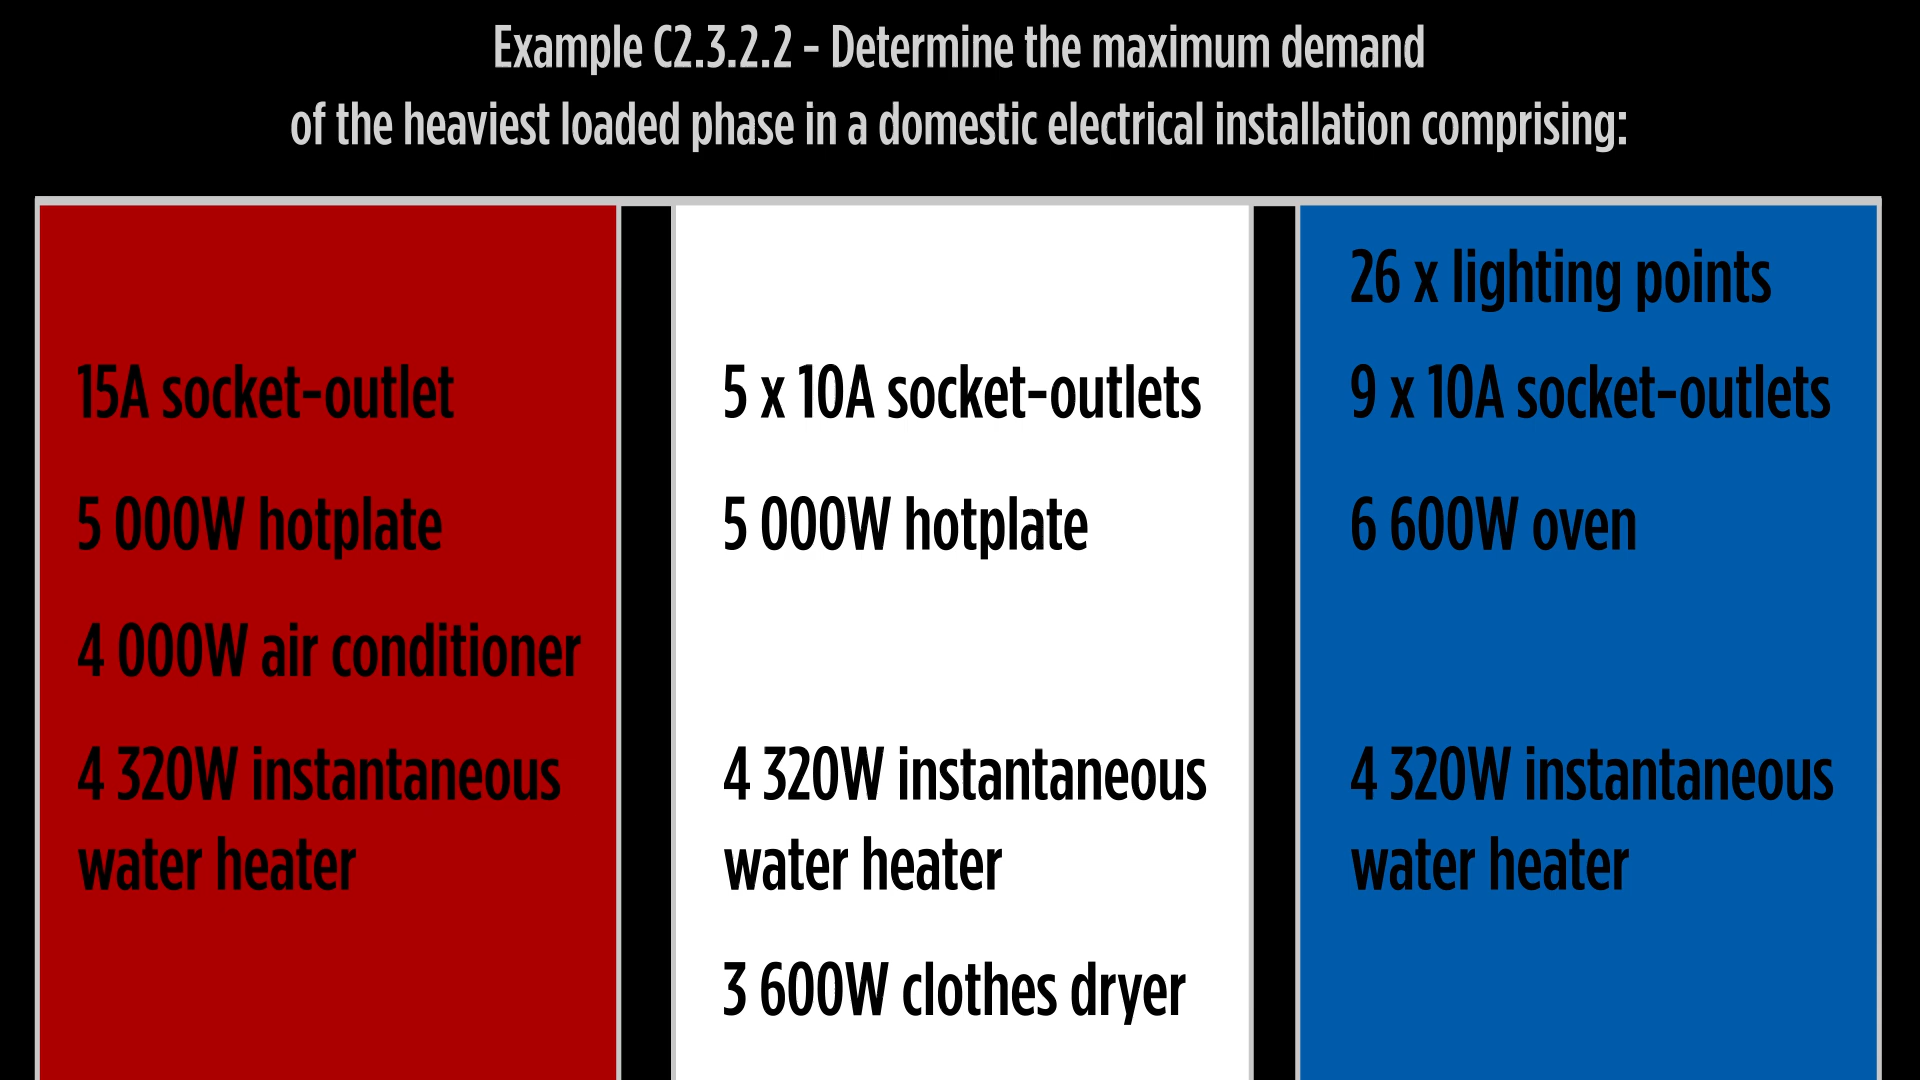 Example C2.3.2.2 – Determine the maximum demand
of the heaviest loaded phase in a domestic electrical installation comprising:
15A socket-outlet
5 000W hotplate
4 000W air conditioner
4 320W instantaneous
water heater
5 x 10A socket-outlets
5 000W hotplate
4 320W instantaneous
water heater
3 600W clothes dryer
26 x lighting points
9 x 10A socket-outlets
6 600W oven
4 320W instantaneous
water heater